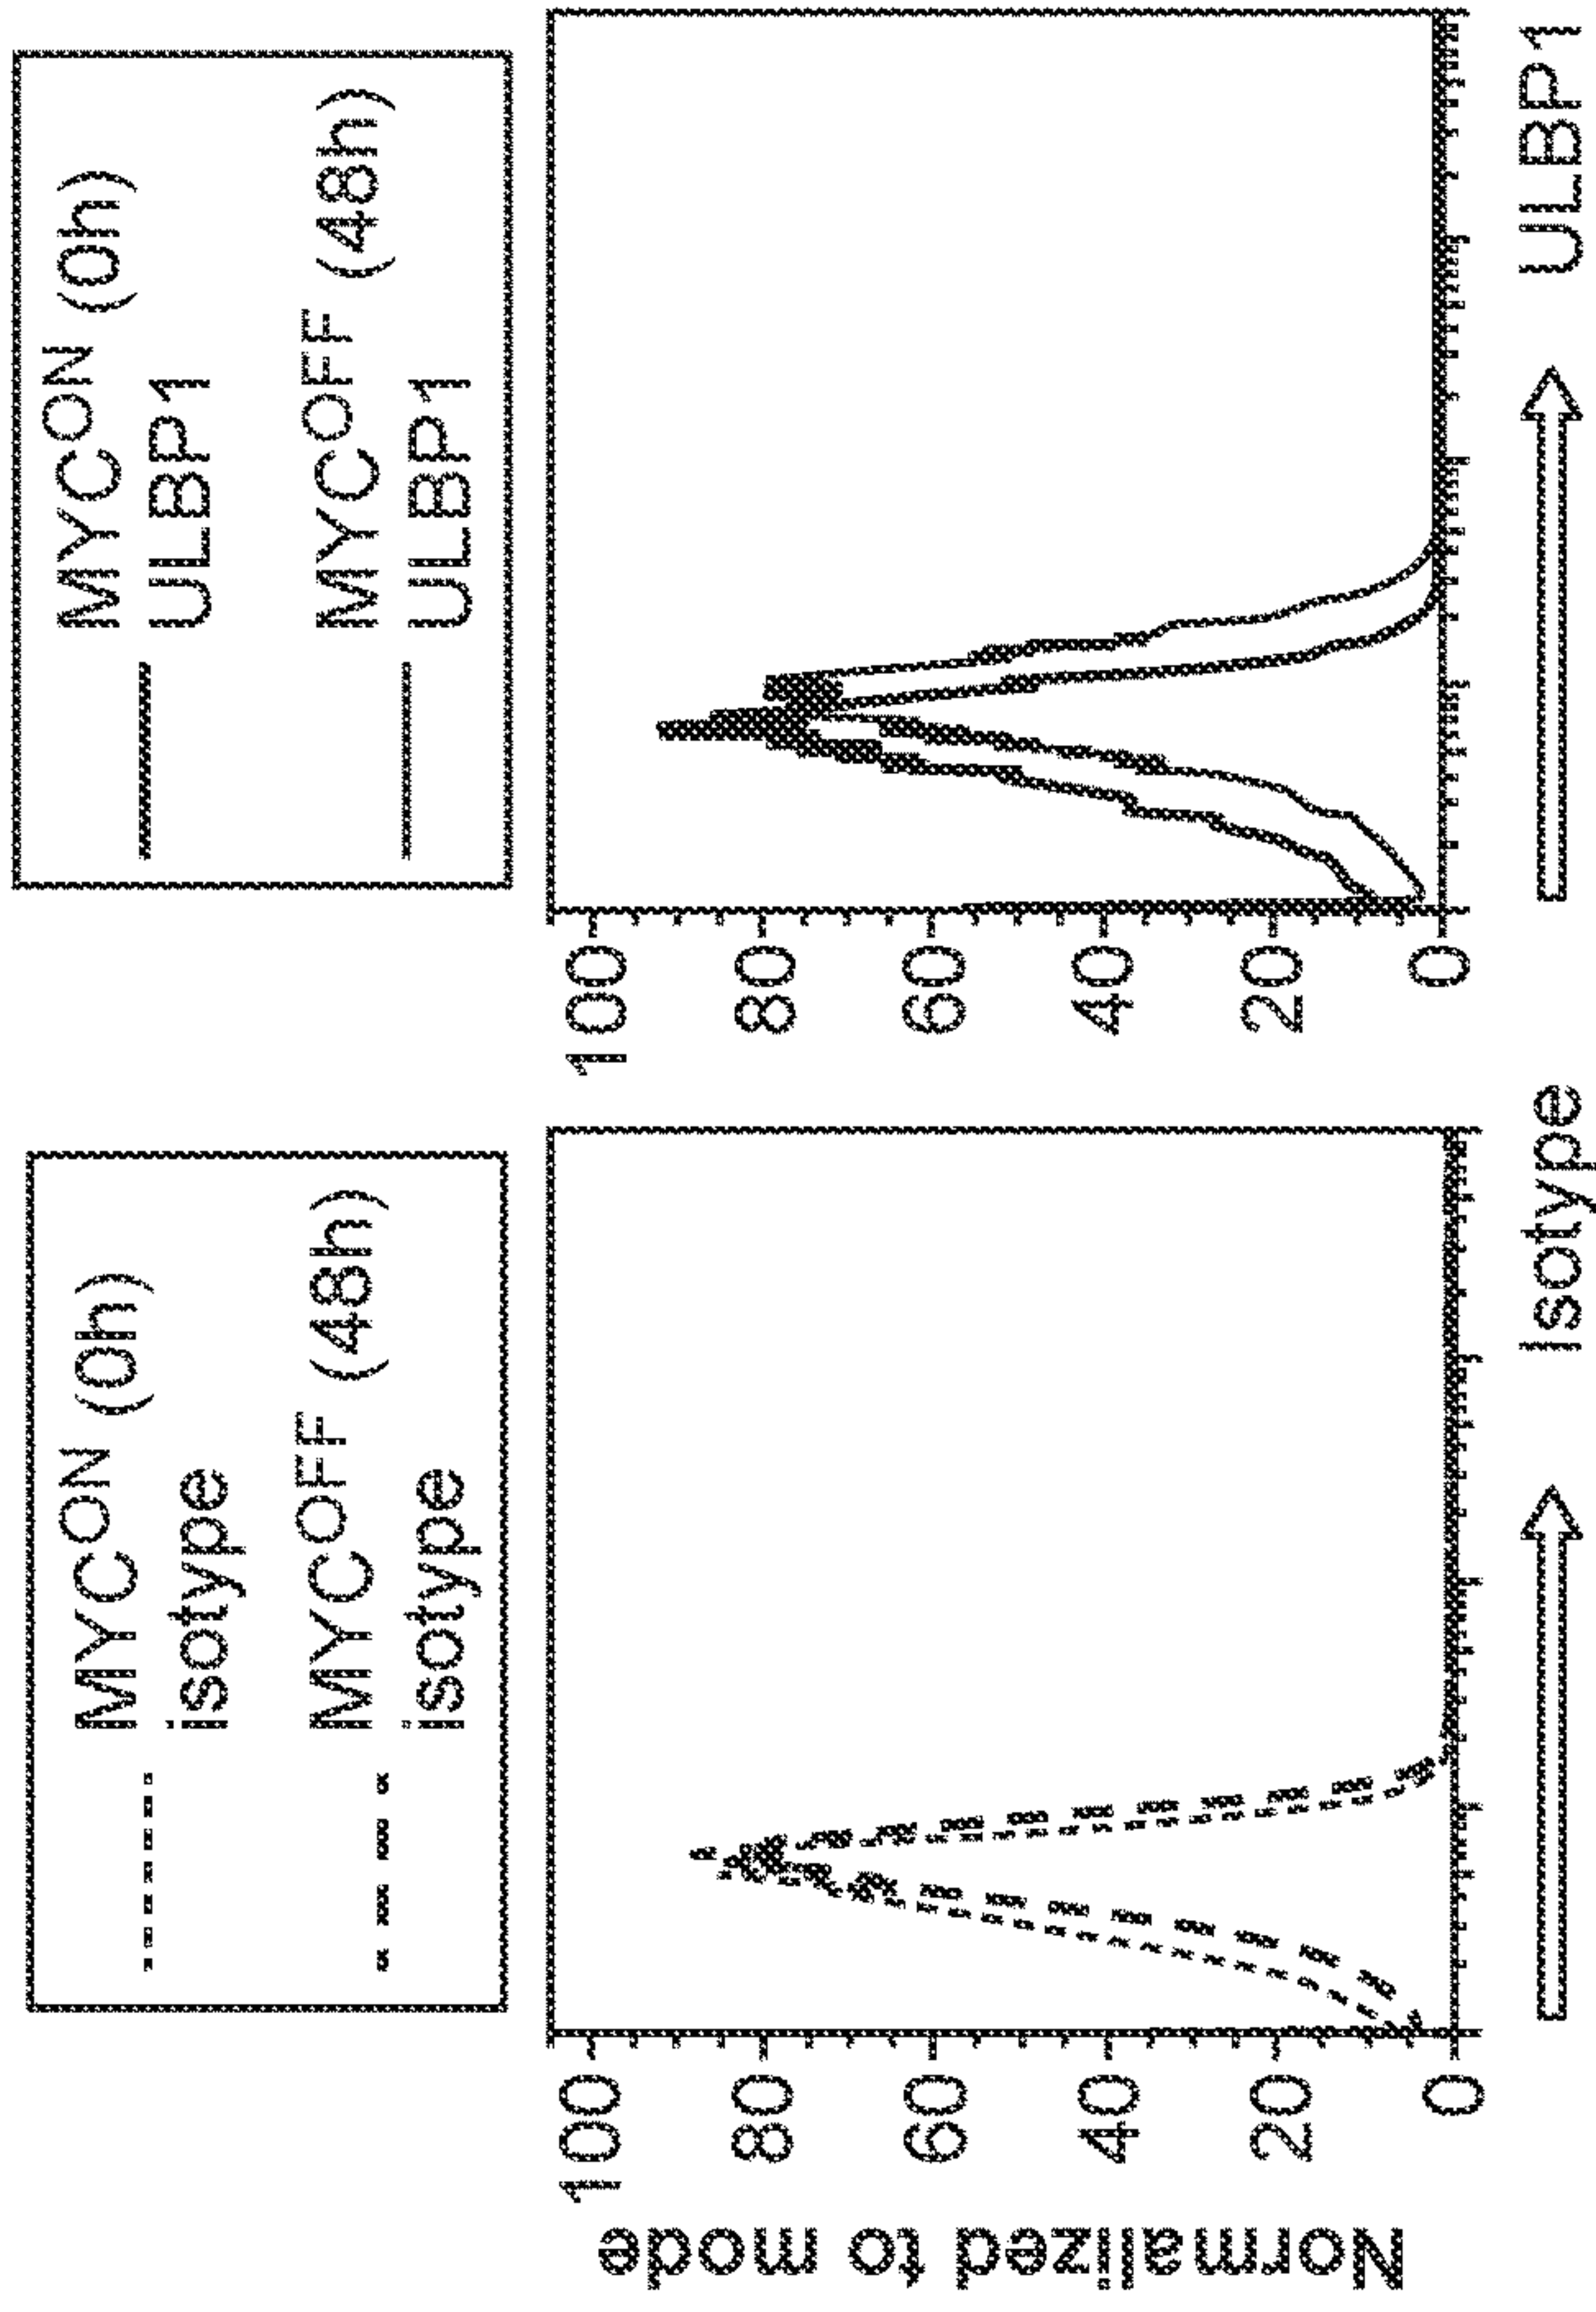 MYCᴼᴺ (0h)
isotype
MYCᴼᶠᶠ (48h)
isotype
Normalized to mode
100
80
60
40
20
0
isotype
MYCᴼᴺ (0h)
ULBP1
MYCᴼᶠᶠ (48h)
ULBP1
100
80
60
40
20
0
ULBP1